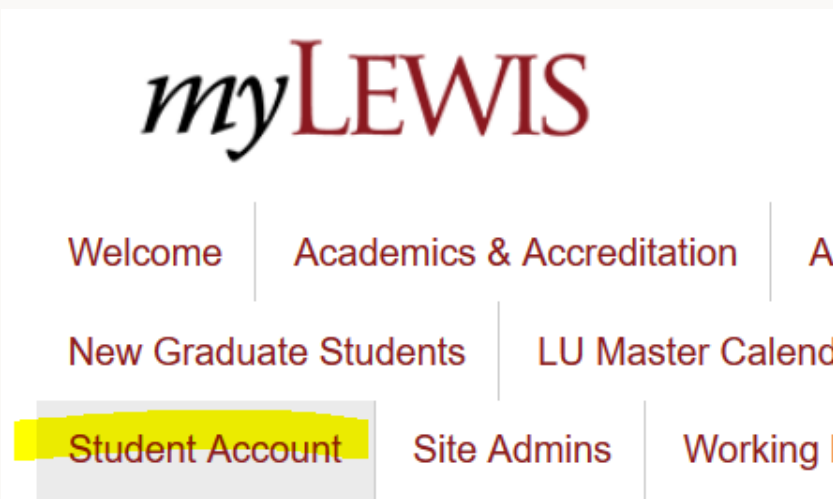 myLEWIS
Welcome
Academics & Accreditation
A
New Graduate Students
LU Master Calend
Student Account
Site Admins
Working